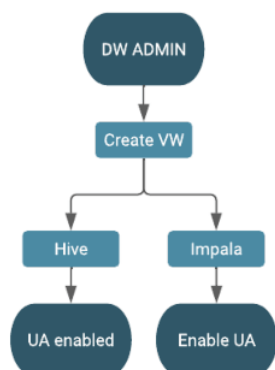 DW ADMIN
Create VW
Hive
Impala
UA enabled
Enable UA